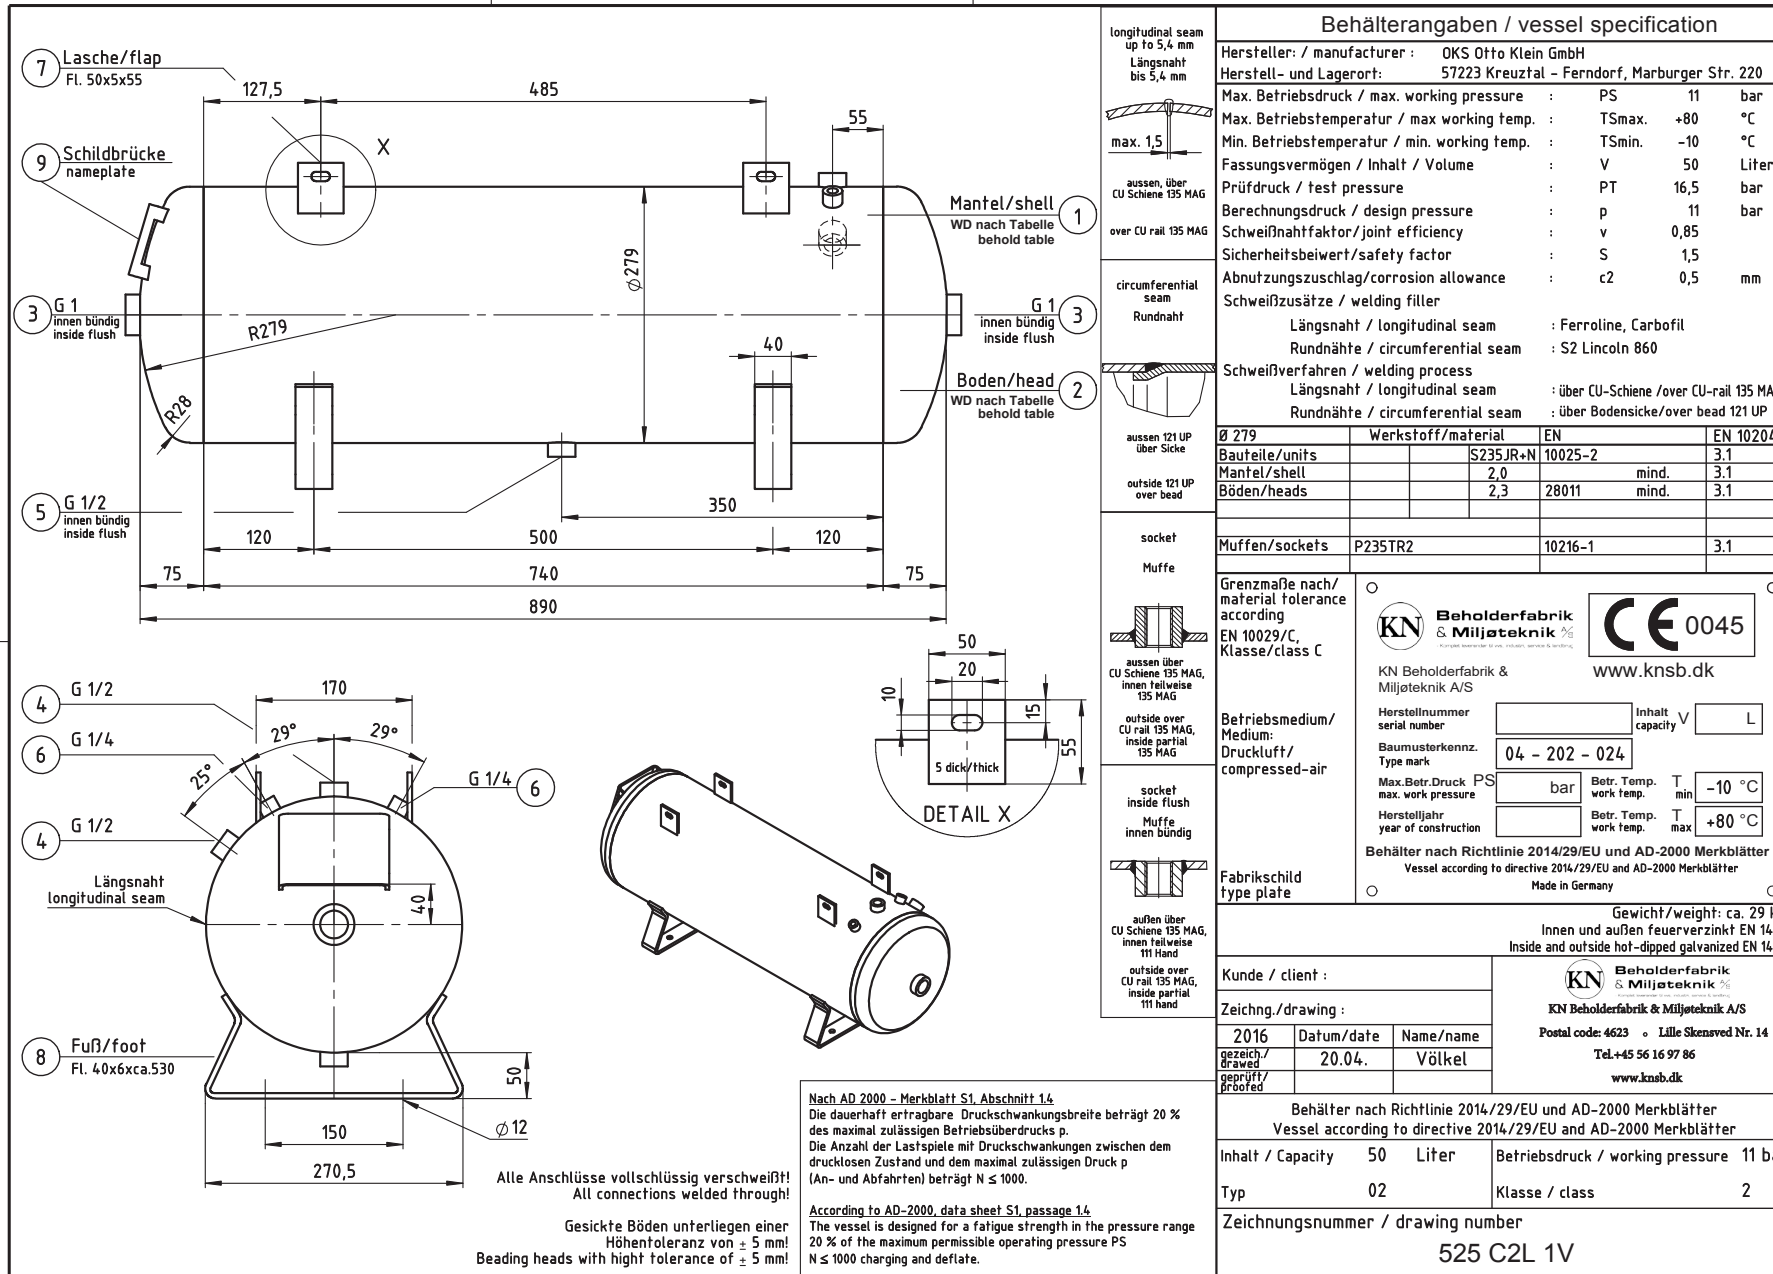 7
Lasche/flap
Fl. 50x5x55
127,5
485
55
X
9
Schildbrücke
nameplate
Mantel/shell
WD nach Tabelle
behold table
1
Ø279
3
G 1
innen bündig
inside flush
G 1
innen bündig
inside flush
3
R279
40
Boden/head
WD nach Tabelle
behold table
2
R28
5
G 1/2
innen bündig
inside flush
350
120
500
120
75
740
75
890
4
G 1/2
170
29°
29°
6
G 1/4
25°
G 1/4
6
4
G 1/2
Längsnaht
longitudinal seam
40
8
Fuß/foot
Fl. 40x6xca.530
50
Ø 12
150
270,5
50
20
10
15
55
5 dick/thick
DETAIL X
Alle Anschlüsse vollschlüssig verschweißt!
All connections welded through!
Gesickte Böden unterliegen einer
Höhentoleranz von ± 5 mm!
Beading heads with hight tolerance of ± 5 mm!
Nach AD 2000 - Merkblatt S1, Abschnitt 1.4
Die dauerhaft ertragbare Druckschwankungsbreite beträgt 20 %
des maximal zulässigen Betriebsüberdrucks p.
Die Anzahl der Lastspiele mit Druckschwankungen zwischen dem
drucklosen Zustand und dem maximal zulässigen Druck p
(An- und Abfahrten) beträgt N ≤ 1000.
According to AD-2000, data sheet S1, passage 1.4
The vessel is designed for a fatigue strength in the pressure range
20 % of the maximum permissible operating pressure PS
N ≤ 1000 charging and deflate.
longitudinal seam
up to 5,4 mm
Längsnaht
bis 5,4 mm
max. 1,5
aussen, über
CU Schiene 135 MAG
over CU rail 135 MAG
circumferential
seam
Rundnaht
aussen 121 UP
über Sicke
outside 121 UP
over bead
socket
Muffe
aussen über
CU Schiene 135 MAG,
innen teilweise
135 MAG
outside over
CU rail 135 MAG,
inside partial
135 MAG
socket
inside flush
Muffe
innen bündig
außen über
CU Schiene 135 MAG,
innen teilweise
111 Hand
outside over
CU rail 135 MAG,
inside partial
111 hand
Behälterangaben / vessel specification
Hersteller: / manufacturer : OKS Otto Klein GmbH
Herstell- und Lagerort: 57223 Kreuztal - Ferndorf, Marburger Str. 220
Max. Betriebsdruck / max. working pressure : PS 11 bar
Max. Betriebstemperatur / max working temp. : TSmax. +80 °C
Min. Betriebstemperatur / min. working temp. : TSmin. -10 °C
Fassungsvermögen / Inhalt / Volume : V 50 Liter
Prüfdruck / test pressure : PT 16,5 bar
Berechnungsdruck / design pressure : p 11 bar
Schweißnahtfaktor/joint efficiency : v 0,85
Sicherheitsbeiwert/safety factor : S 1,5
Abnutzungszuschlag/corrosion allowance : c2 0,5 mm
Schweißzusätze / welding filler
Längsnaht / longitudinal seam : Ferroline, Carbofil
Rundnähte / circumferential seam : S2 Lincoln 860
Schweißverfahren / welding process
Längsnaht / longitudinal seam : über CU-Schiene /over CU-rail 135 MA
Rundnähte / circumferential seam : über Bodensicke/over bead 121 UP
Ø 279 Werkstoff/material EN EN 10204
Bauteile/units S235JR+N 10025-2 3.1
Mantel/shell 2,0 mind. 3.1
Böden/heads 2,3 28011 mind. 3.1
Muffen/sockets P235TR2 10216-1 3.1
Grenzmaße nach/
material tolerance
according
EN 10029/C,
Klasse/class C
Betriebsmedium/
Medium:
Druckluft/
compressed-air
Fabrikschild
type plate
KN Beholderfabrik
& Miljøteknik A/S
CE 0045
KN Beholderfabrik &
Miljøteknik A/S
www.knsb.dk
Herstellnummer
serial number
Inhalt
capacity V L
Baumusterkennz.
Type mark
04 - 202 - 024
Max.Betr.Druck PS
max. work pressure
bar
Betr. Temp.
work temp.
T min
-10 °C
Herstelljahr
year of construction
Betr. Temp.
work temp.
T max
+80 °C
Behälter nach Richtlinie 2014/29/EU und AD-2000 Merkblätter
Vessel according to directive 2014/29/EU and AD-2000 Merkblätter
Made in Germany
Gewicht/weight: ca. 29 k
Innen und außen feuerverzinkt EN 14
Inside and outside hot-dipped galvanized EN 14
Kunde / client :
Zeichng./drawing :
2016 Datum/date Name/name
gezeich./
drawed
20.04. Völkel
geprüft/
proofed
KN Beholderfabrik
& Miljøteknik A/S
KN Beholderfabrik & Miljøteknik A/S
Postal code: 4623 o Lille Skensved Nr. 14
Tel.+45 56 16 97 86
www.knsb.dk
Behälter nach Richtlinie 2014/29/EU und AD-2000 Merkblätter
Vessel according to directive 2014/29/EU and AD-2000 Merkblätter
Inhalt / Capacity 50 Liter
Betriebsdruck / working pressure 11 b
Typ 02
Klasse / class 2
Zeichnungsnummer / drawing number
525 C2L 1V